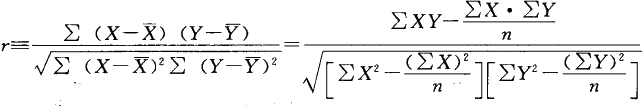 r≡ Σ (X−X̄) (Y−Ȳ) / √Σ (X−X̄)² Σ (Y−Ȳ)² = ΣXY− ΣX・ΣY / n / √[ΣX²− (ΣX)² / n][ΣY²− (ΣY)² / n]